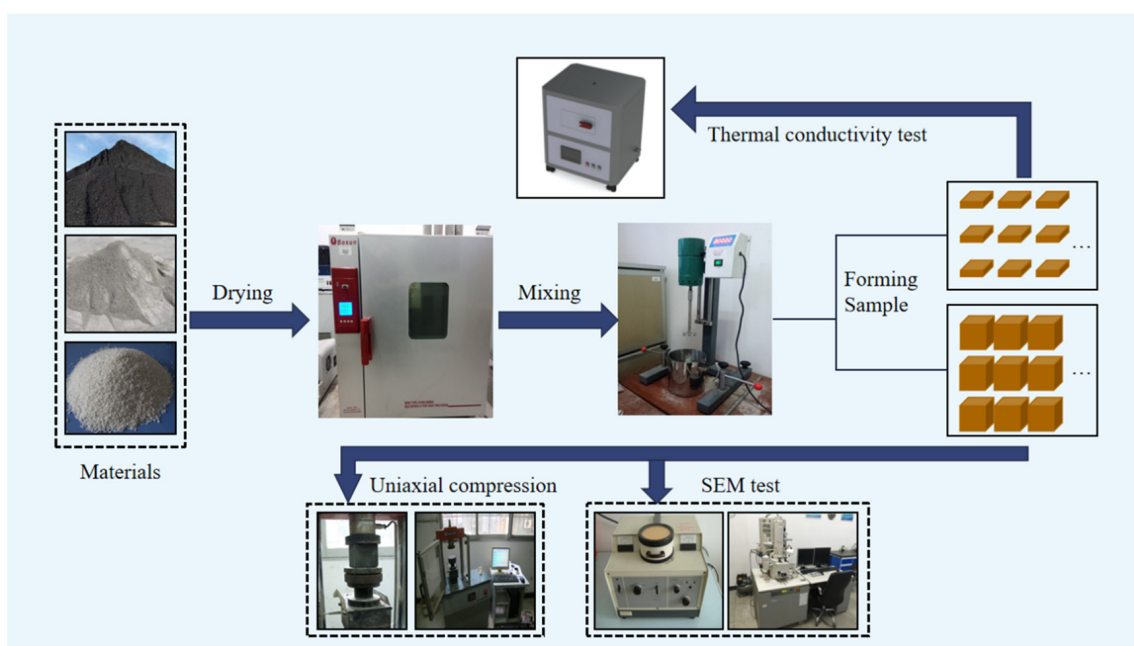 Thermal conductivity test
Drying
Mixing
Forming
Sample
...
...
Materials
Uniaxial compression
SEM test